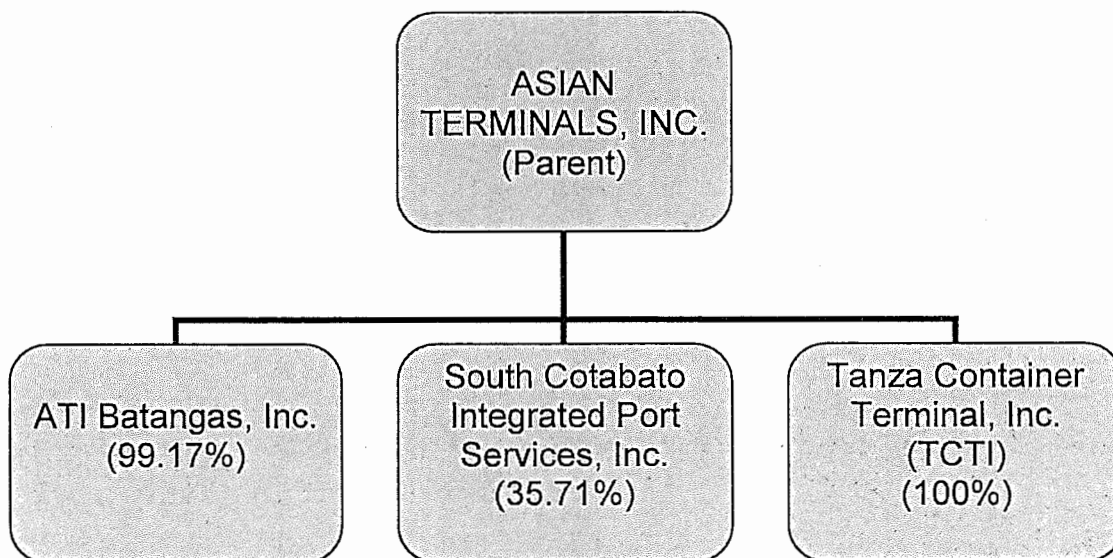 ASIAN
TERMINALS, INC.
(Parent)
ATI Batangas, Inc.
(99.17%)
South Cotabato
Integrated Port
Services, Inc.
(35.71%)
Tanza Container
Terminal, Inc.
(TCTI)
(100%)